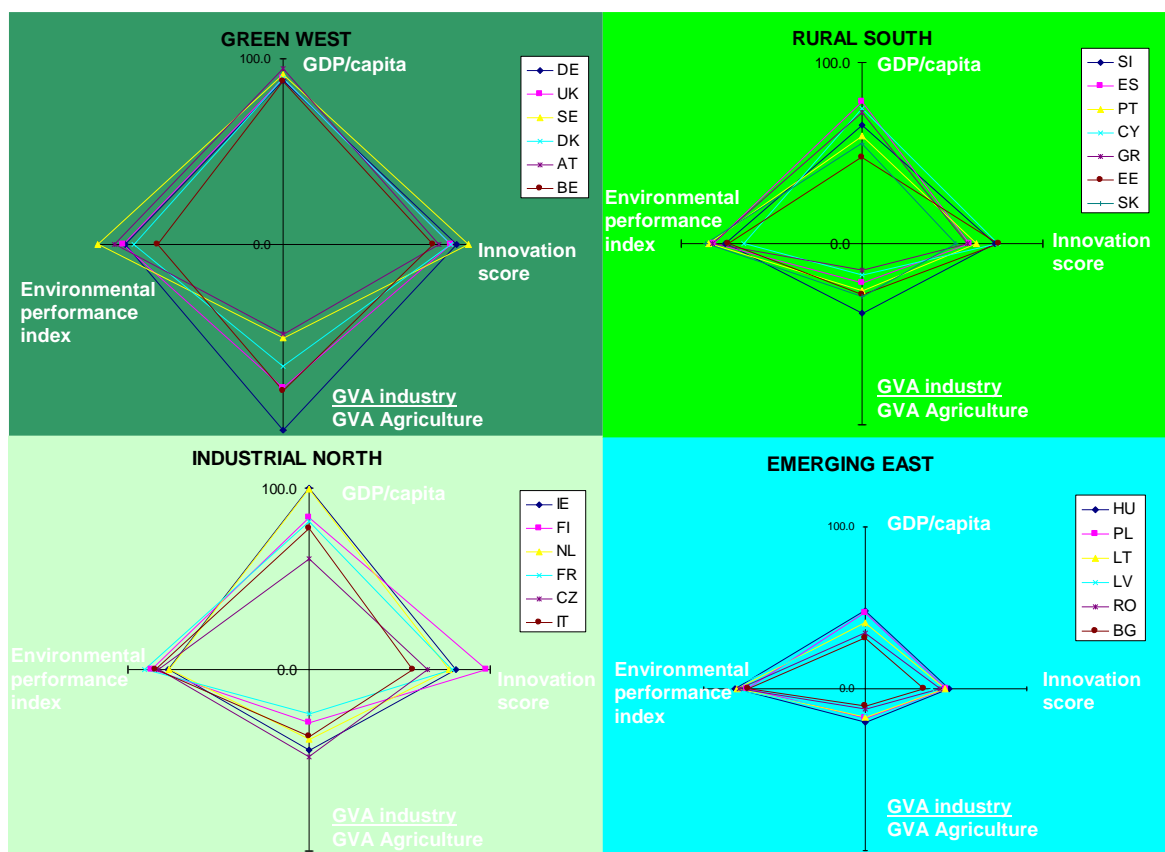 GREEN WEST
100.0
GDP/capita
DE
UK
SE
DK
AT
BE
0.0
Innovation
score
Environmental
performance
index
GVA industry
GVA Agriculture
RURAL SOUTH
100.0
GDP/capita
SI
ES
PT
CY
GR
EE
SK
Environmental
performance
index
0.0
Innovation
score
GVA industry
GVA Agriculture
INDUSTRIAL NORTH
100.0
GDP/capita
IE
FI
NL
FR
CZ
IT
Environmental
performance
index
0.0
Innovation
score
GVA industry
GVA Agriculture
EMERGING EAST
100.0
GDP/capita
HU
PL
LT
LV
RO
BG
Environmental
performance
index
0.0
Innovation
score
GVA industry
GVA Agriculture